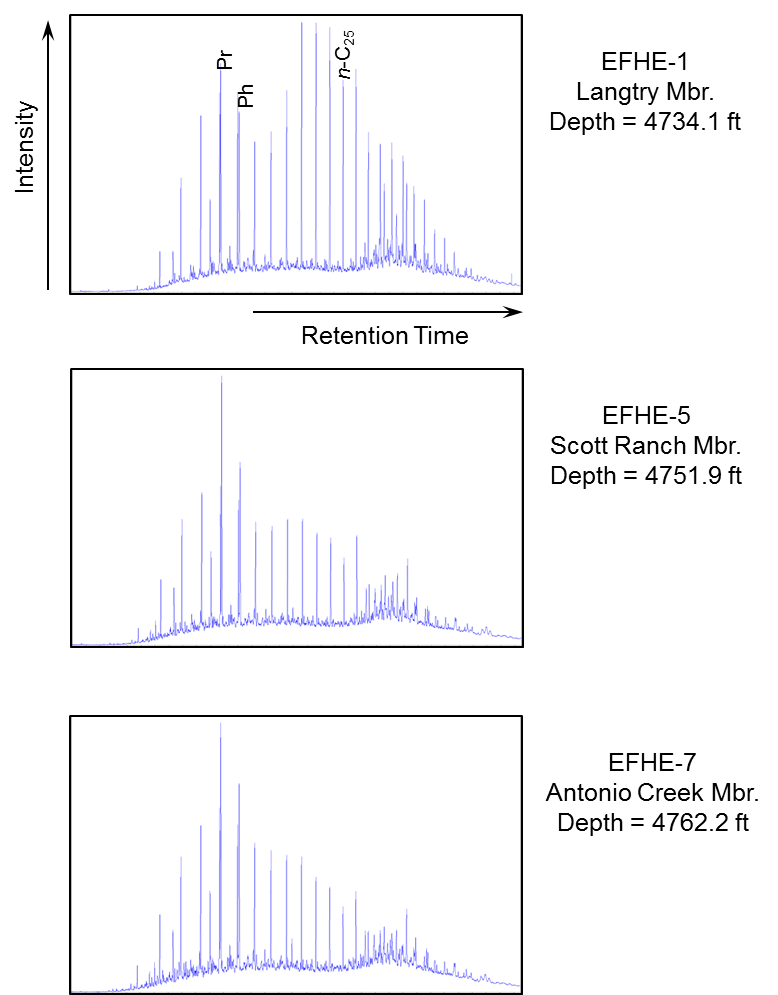 Intensity
Pr
Ph
n-C25
EFHE-1
Langtry Mbr.
Depth = 4734.1 ft
Retention Time
EFHE-5
Scott Ranch Mbr.
Depth = 4751.9 ft
EFHE-7
Antonio Creek Mbr.
Depth = 4762.2 ft